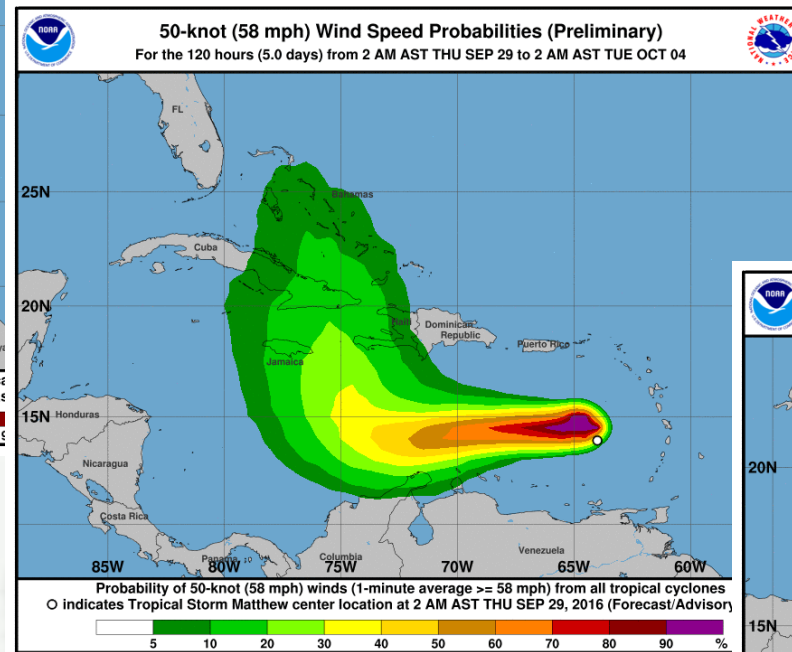 50-knot (58 mph) Wind Speed Probabilities (Preliminary)
For the 120 hours (5.0 days) from 2 AM AST THU SEP 29 to 2 AM AST TUE OCT 04
NOAA
FL
25N
Bahamas
Cuba
20N
Haiti
Dominican
Republic
Puerto Rico
Jamaica
15N
Honduras
Nicaragua
Costa Rica
Panama
Columbia
Venezuela
85W 80W 75W 70W 65W 60W
Probability of 50-knot (58 mph) winds (1-minute average >= 58 mph) from all tropical cyclones
O indicates Tropical Storm Matthew center location at 2 AM AST THU SEP 29, 2016 (Forecast/Advisory
5 10 20 30 40 50 60 70 80 90 %
NOAA
20N
15N